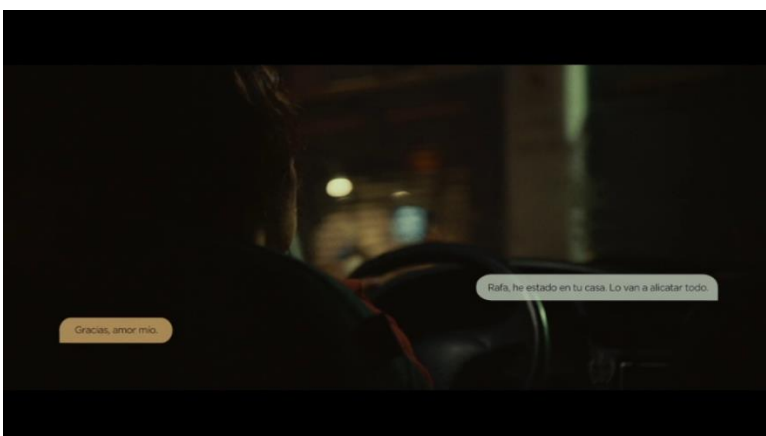 Rafa, he estado en tu casa. Lo van a alicatar todo.
Gracias, amor mío.